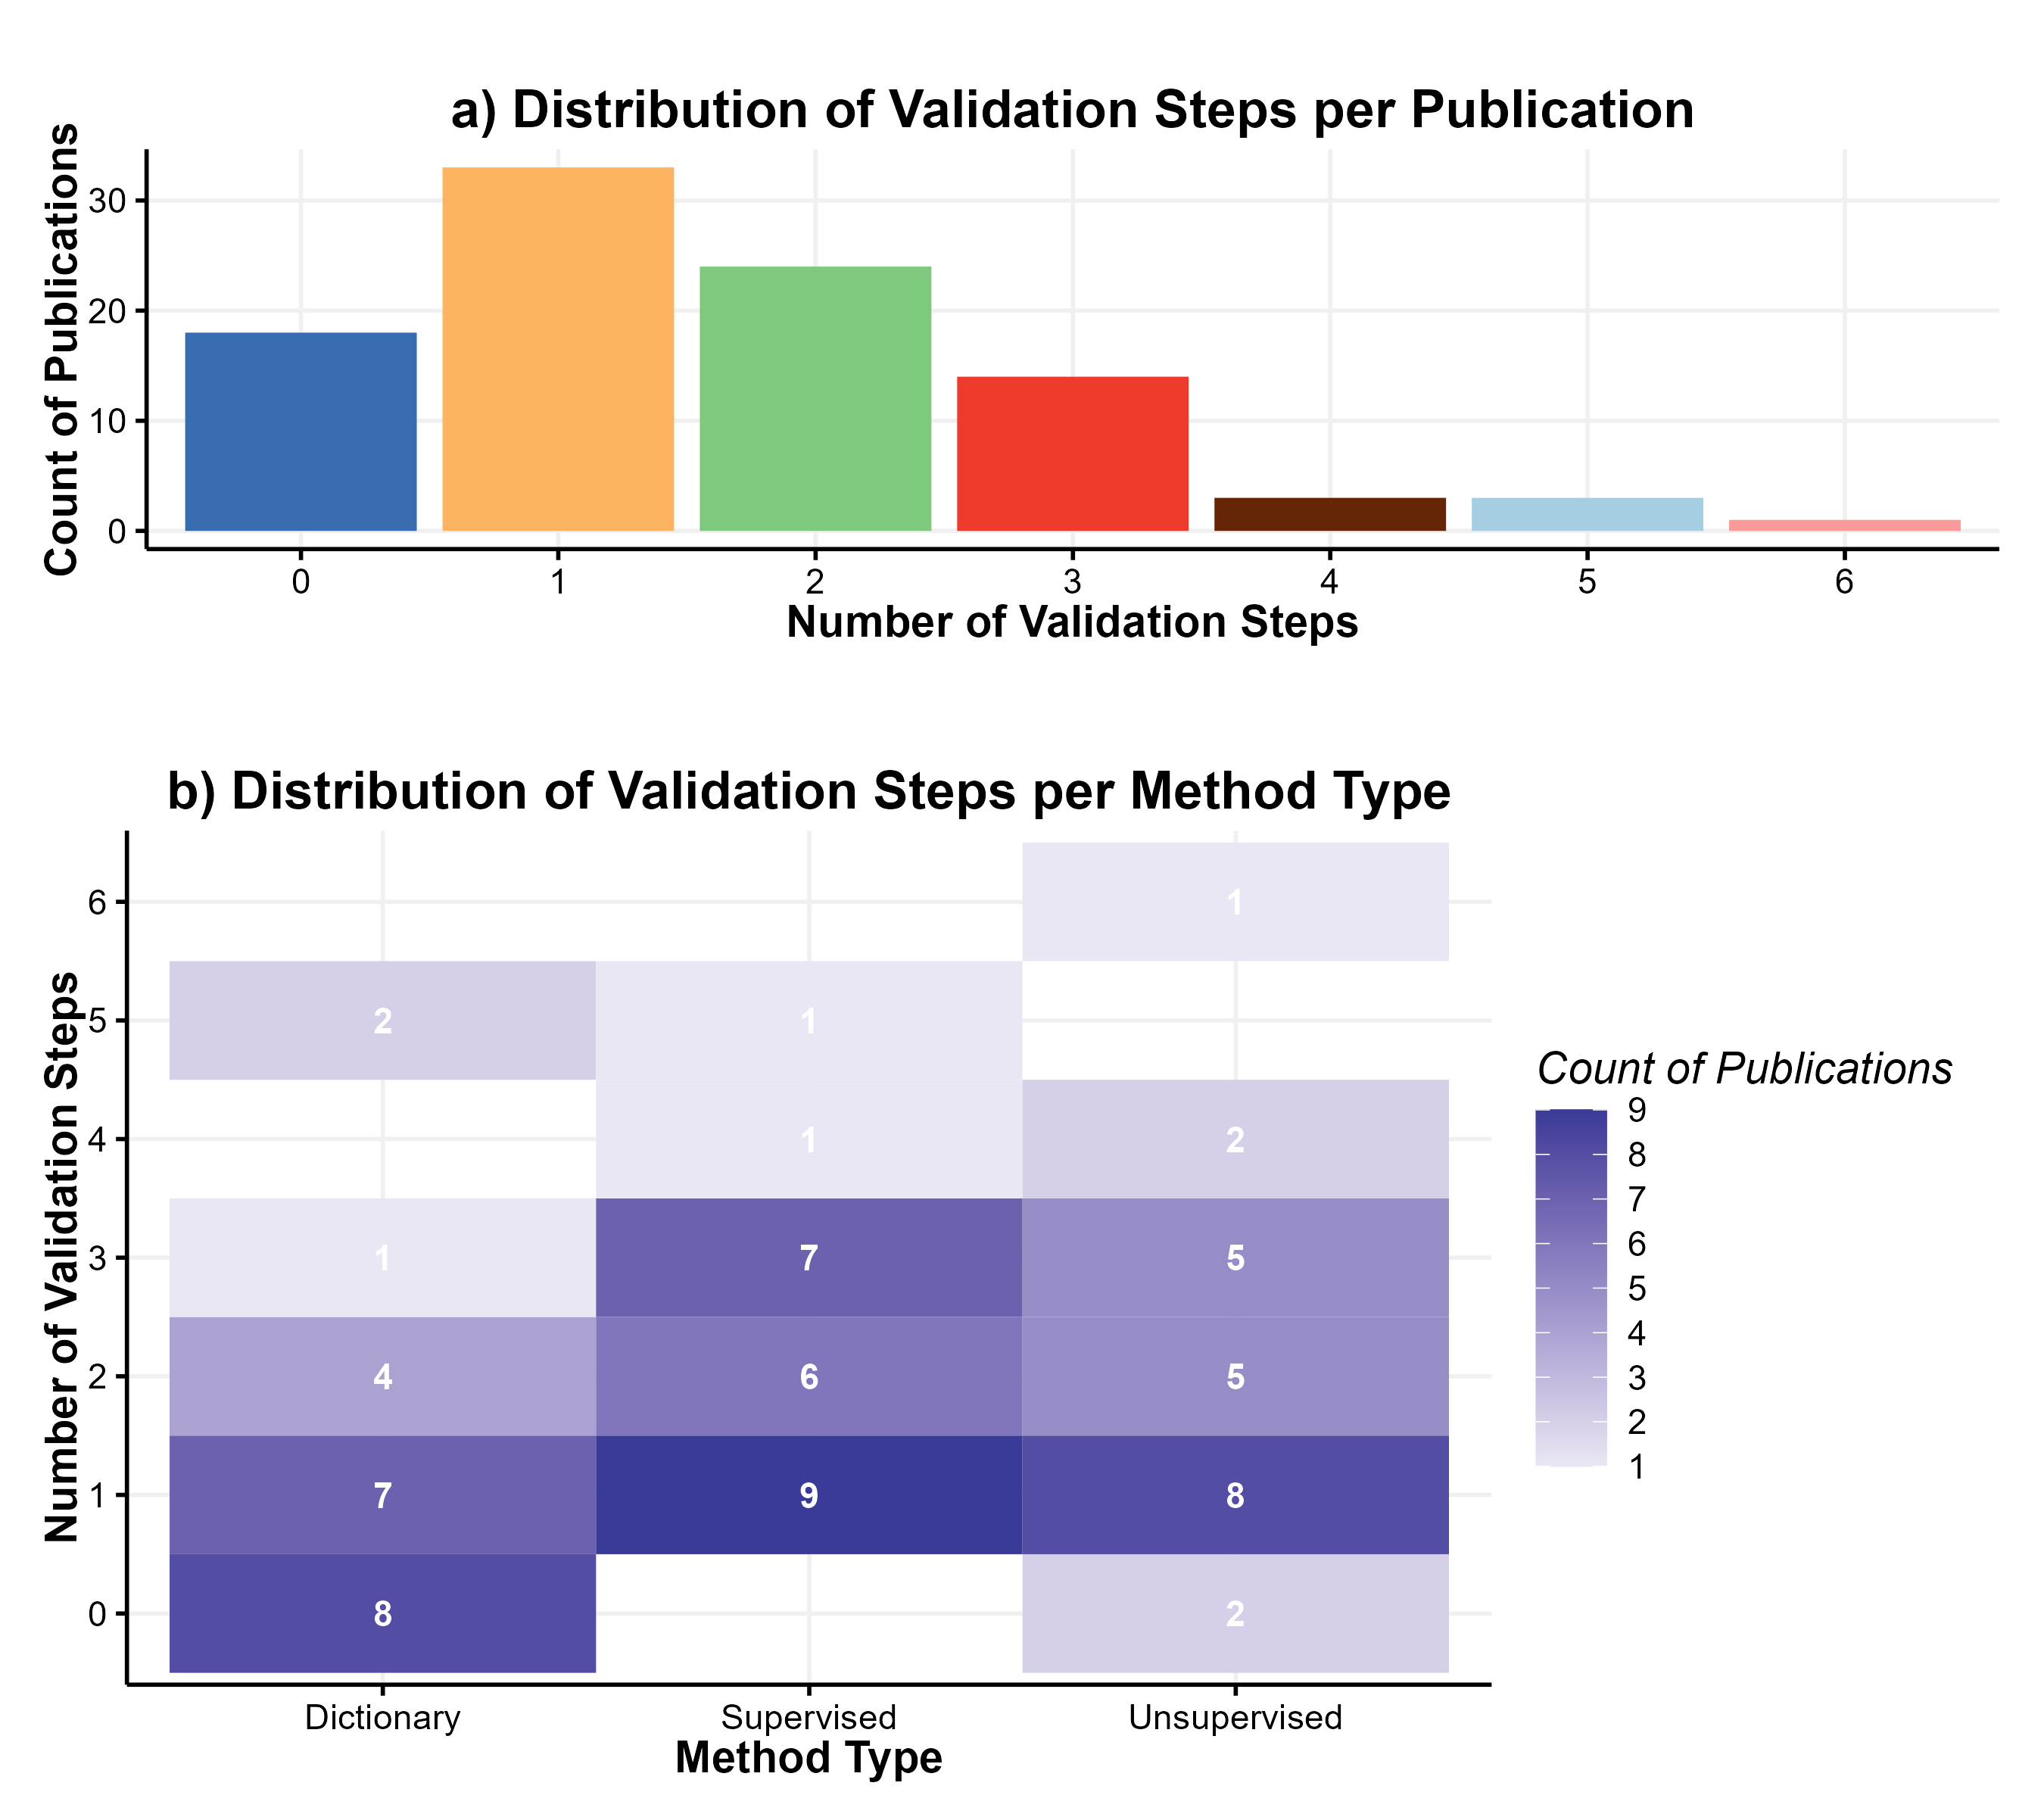 a) Distribution of Validation Steps per Publication
Count of Publications
30
20
10
0
0 1 2 3 4 5 6
Number of Validation Steps
b) Distribution of Validation Steps per Method Type
Number of Validation Steps
6 1
5 2 1
4 1 2
3 1 7 5
2 4 6 5
1 7 9 8
0 8 2
Dictionary Supervised Unsupervised
Method Type
Count of Publications
9
8
7
6
5
4
3
2
1